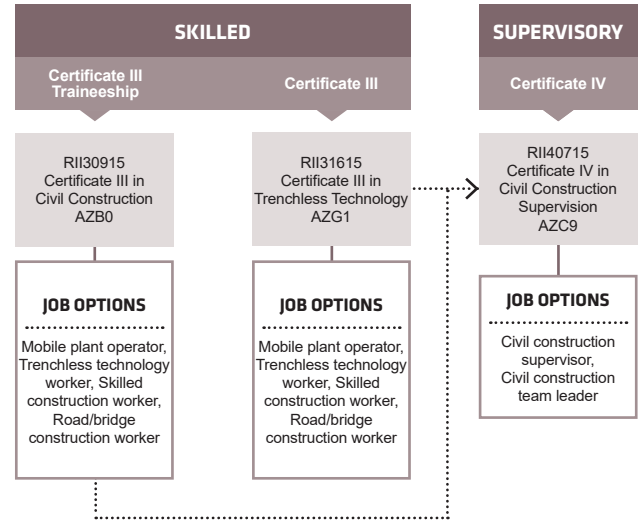 SKILLED
Certificate III
Traineeship
Certificate III
RII30915
Certificate III in
Civil Construction
AZB0
RII31615
Certificate III in
Trenchless Technology
AZG1
JOB OPTIONS
Mobile plant operator,
Trenchless technology
worker, Skilled
construction worker,
Road/bridge
construction worker
JOB OPTIONS
Mobile plant operator,
Trenchless technology
worker, Skilled
construction worker,
Road/bridge
construction worker
SUPERVISORY
Certificate IV
RII40715
Certificate IV in
Civil Construction
Supervision
AZC9
JOB OPTIONS
Civil construction
supervisor,
Civil construction
team leader